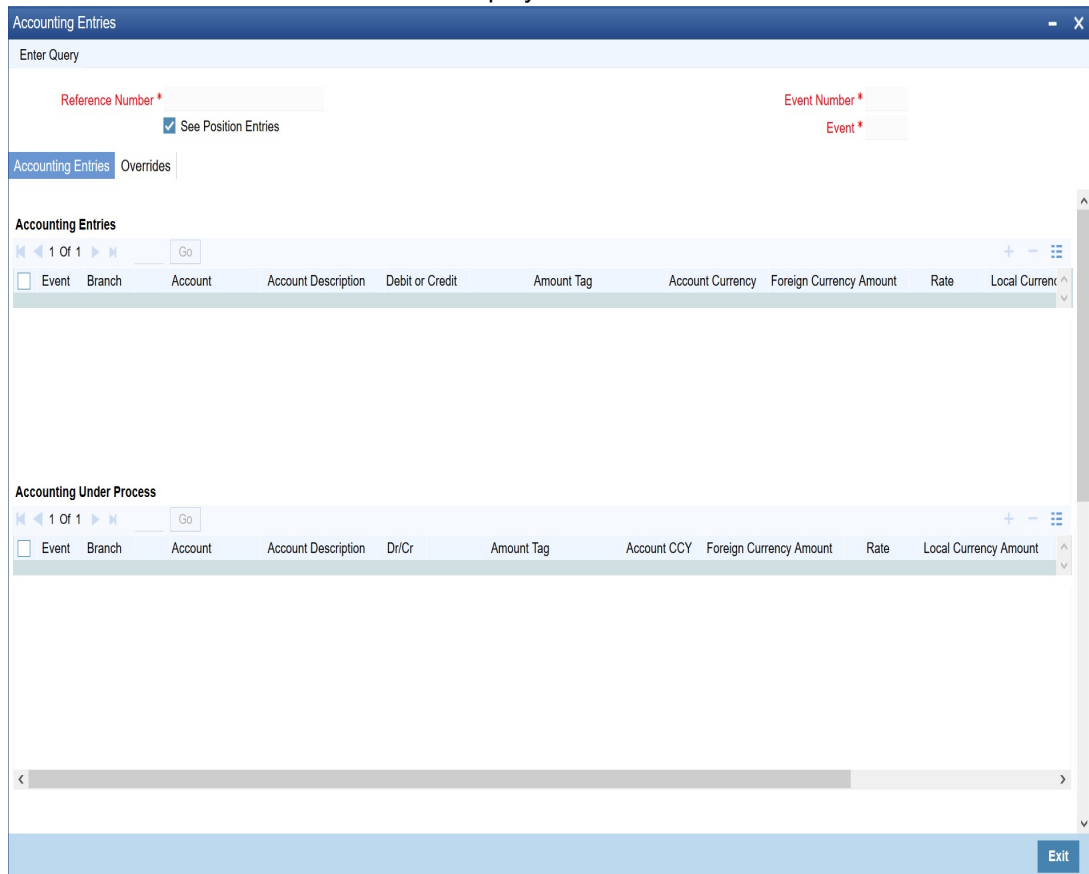 Accounting Entries
Enter Query
Reference Number * Event Number *
See Position Entries Event *
Accounting Entries Overrides
Accounting Entries
1 Of 1 Go
Event Branch Account Account Description Debit or Credit Amount Tag Account Currency Foreign Currency Amount Rate Local Currenc
Accounting Under Process
1 Of 1 Go
Event Branch Account Account Description Dr/Cr Amount Tag Account CCY Foreign Currency Amount Rate Local Currency Amount
Exit